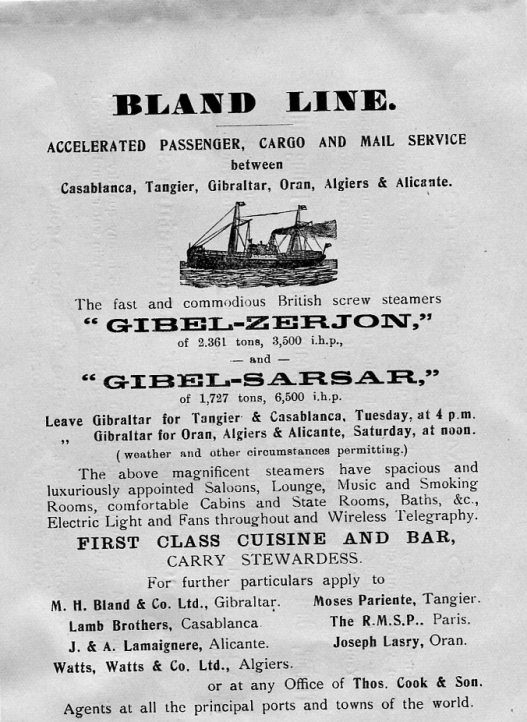 BLAND LINE.
ACCELERATED PASSENGER, CARGO AND MAIL SERVICE
between
Casablanca, Tangier, Gibraltar, Oran, Algiers & Alicante.
The fast and commodious British screw steamers
“ GIBEL-ZERJON,”
of 2.361 tons, 3,500 i.h.p.,
— and —
“ GIBEL-SARSAR,”
of 1,727 tons, 6,500 i.h.p.
Leave Gibraltar for Tangier & Casablanca, Tuesday, at 4 p.m.
„ Gibraltar for Oran, Algiers & Alicante, Saturday, at noon.
( weather and other circumstances permitting.)
The above magnificent steamers have spacious and
luxuriously appointed Saloons, Lounge, Music and Smoking
Rooms, comfortable Cabins and State Rooms, Baths, &c.,
Electric Light and Fans throughout and Wireless Telegraphy.
FIRST CLASS CUISINE AND BAR,
CARRY STEWARDESS.
For further particulars apply to
M. H. Bland & Co. Ltd., Gibraltar. Moses Pariente, Tangier.
Lamb Brothers, Casablanca. The R.M.S.P.. Paris.
J. & A. Lamaignere, Alicante. Joseph Lasry, Oran.
Watts, Watts & Co. Ltd., Algiers.
or at any Office of Thos. Cook & Son.
Agents at all the principal ports and towns of the world.